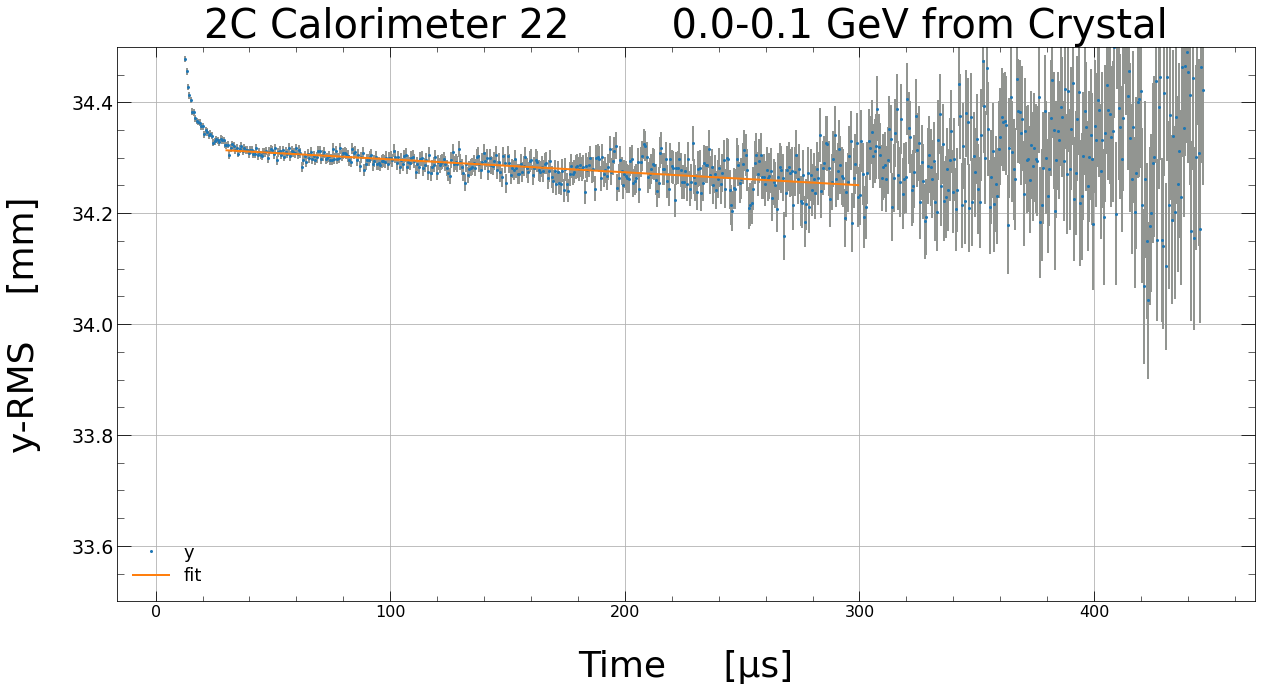 2C Calorimeter 22 0.0-0.1 GeV from Crystal
y-RMS [mm]
34.4
34.2
34.0
33.8
33.6
y
fit
0 100 200 300 400
Time [μs]